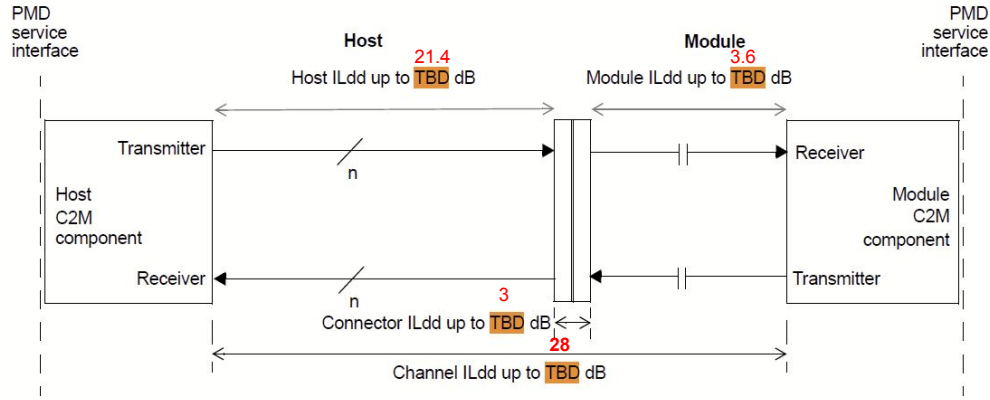 PMD
service
interface
PMD
service
interface
Host
Module
21.4
3.6
Host ILdd up to TBD dB
Module ILdd up to TBD dB
Transmitter
Receiver
n
Host
C2M
component
Module
C2M
component
Receiver
Transmitter
n
3
Connector ILdd up to TBD dB
28
Channel ILdd up to TBD dB